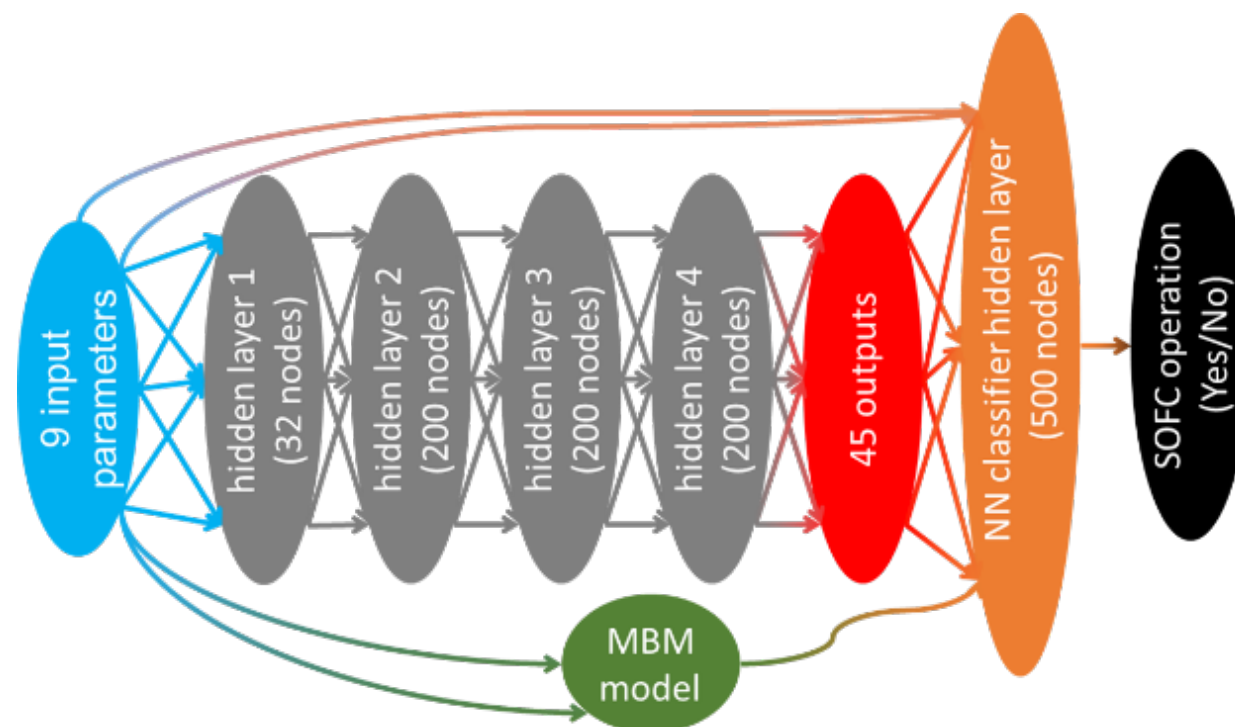 9 input
parameters
hidden layer 1
(32 nodes)
hidden layer 2
(200 nodes)
hidden layer 3
(200 nodes)
hidden layer 4
(200 nodes)
45 outputs
NN classifier hidden layer
(500 nodes)
SOFC operation
(Yes/No)
MBM
model